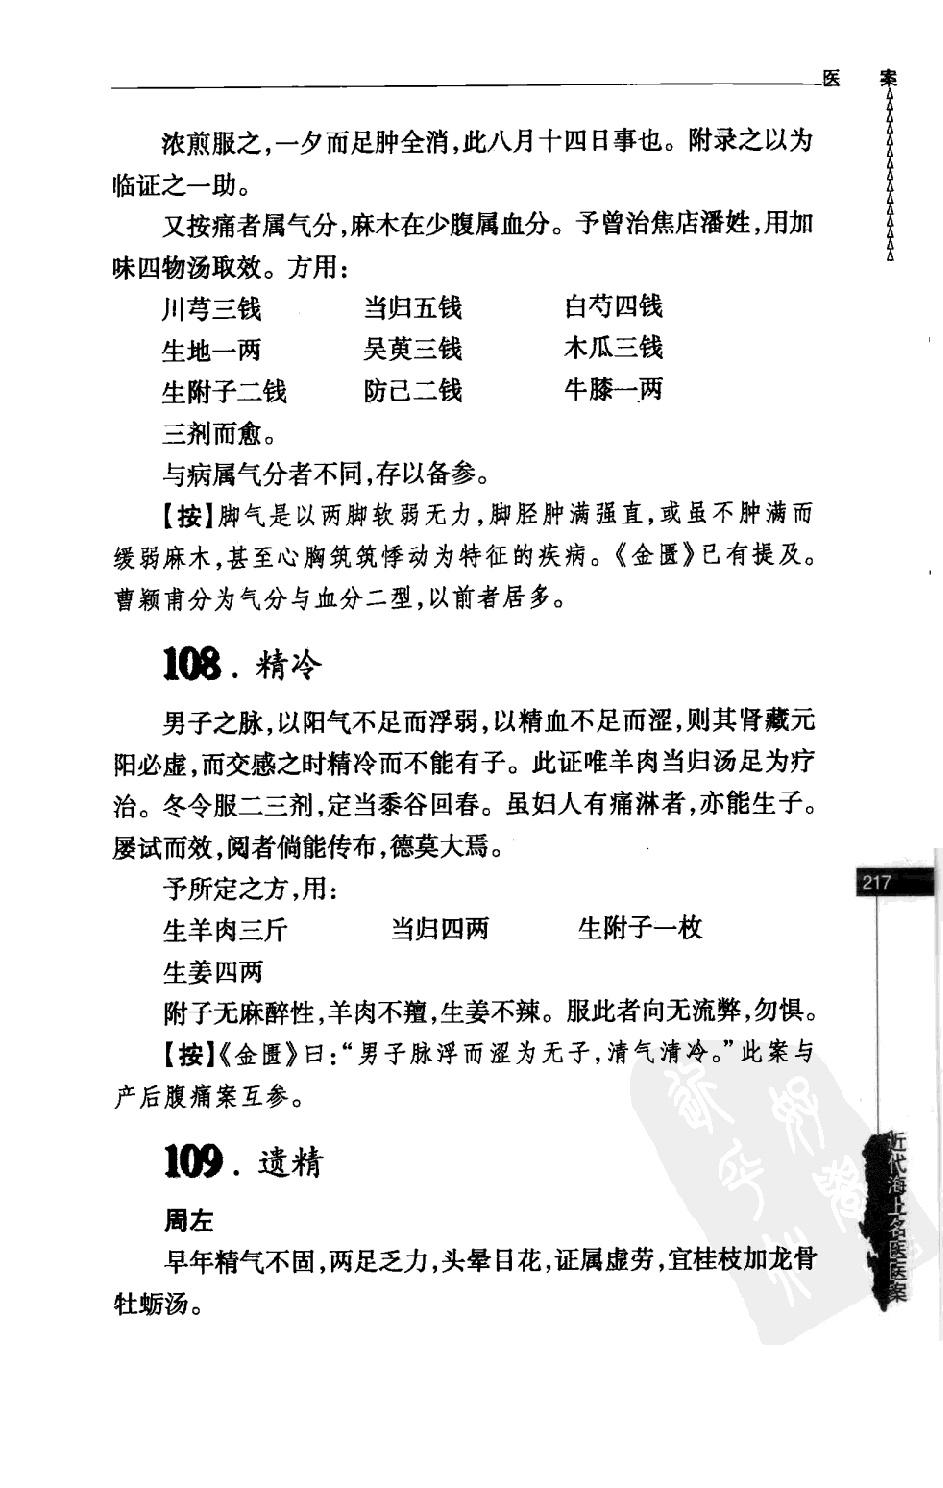 医 案
浓煎服之,一夕而足肿全消,此八月十四日事也。附录之以为
临证之一助。
又按痛者属气分,麻木在少腹属血分。予曾治焦店潘姓,用加
味四物汤取效。方用:
川芎三钱 当归五钱 白芍四钱
生地一两 吴萸三钱 木瓜三钱
生附子二钱 防己二钱 牛膝一两
三剂而愈。
与病属气分者不同,存以备参。
【按】脚气是以两脚软弱无力,脚胫肿满强直,或虽不肿满而
缓弱麻木,甚至心胸筑筑悸动为特征的疾病。《金匮》已有提及。
曹颖甫分为气分与血分二型,以前者居多。
108.精冷
男子之脉,以阳气不足而浮弱,以精血不足而涩,则其肾藏元
阳必虚,而交感之时精冷而不能有子。此证唯羊肉当归汤足为疗
治。冬令服二三剂,定当黍谷回春。虽妇人有痛淋者,亦能生子。
屡试而效,阅者倘能传布,德莫大焉。
予所定之方,用:
生羊肉三斤 当归四两 生附子一枚
生姜四两
附子无麻醉性,羊肉不羶,生姜不辣。服此者向无流弊,勿惧。
【按】《金匮》曰:“男子脉浮而涩为无子,清气清冷。”此案与
产后腹痛案互参。
109.遗精
周左
早年精气不固,两足乏力,头晕目花,证属虚劳,宜桂枝加龙骨
牡蛎汤。
217
近代海上名医医案